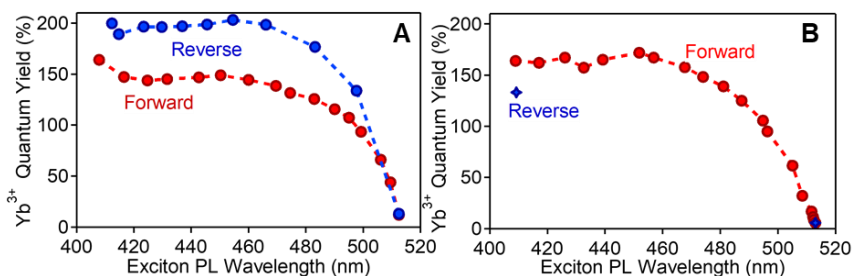 A
Yb3+ Quantum Yield (%)
200
150
100
50
0
Reverse
Forward
400 420 440 460 480 500 520
Exciton PL Wavelength (nm)
B
Yb3+ Quantum Yield (%)
200
150
100
50
0
Forward
Reverse
400 420 440 460 480 500 520
Exciton PL Wavelength (nm)